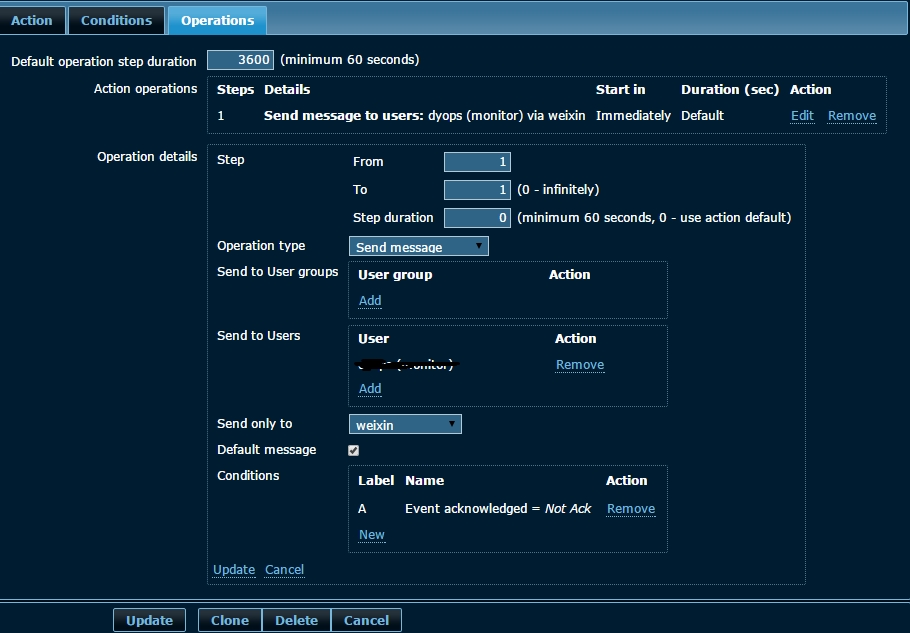 Action Conditions Operations
Default operation step duration 3600 (minimum 60 seconds)
Action operations Steps Details Start in Duration (sec) Action
1 Send message to users: dyops (monitor) via weixin Immediately Default Edit Remove
Operation details Step From 1
To 1 (0 - infinitely)
Step duration 0 (minimum 60 seconds, 0 - use action default)
Operation type Send message
Send to User groups User group Action
Add
Send to Users User Action
Remove
Add
Send only to weixin
Default message
Conditions Label Name Action
A Event acknowledged = Not Ack Remove
New
Update Cancel
Update Clone Delete Cancel